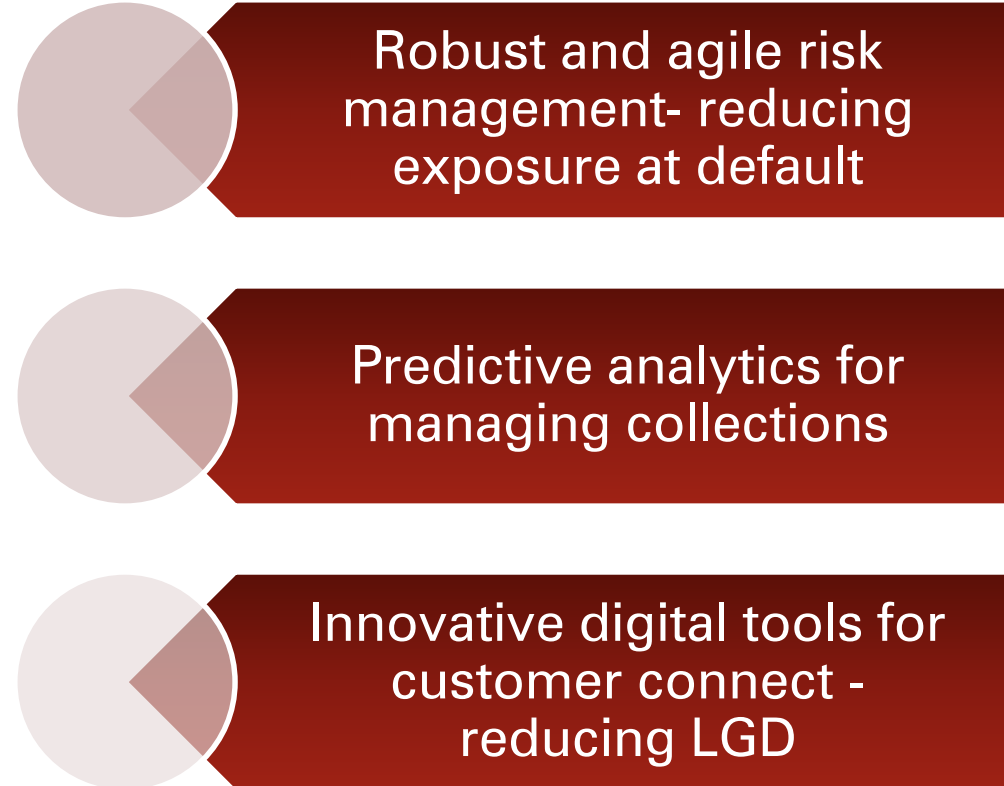 Robust and agile risk
management- reducing
exposure at default
Predictive analytics for
managing collections
Innovative digital tools for
customer connect -
reducing LGD